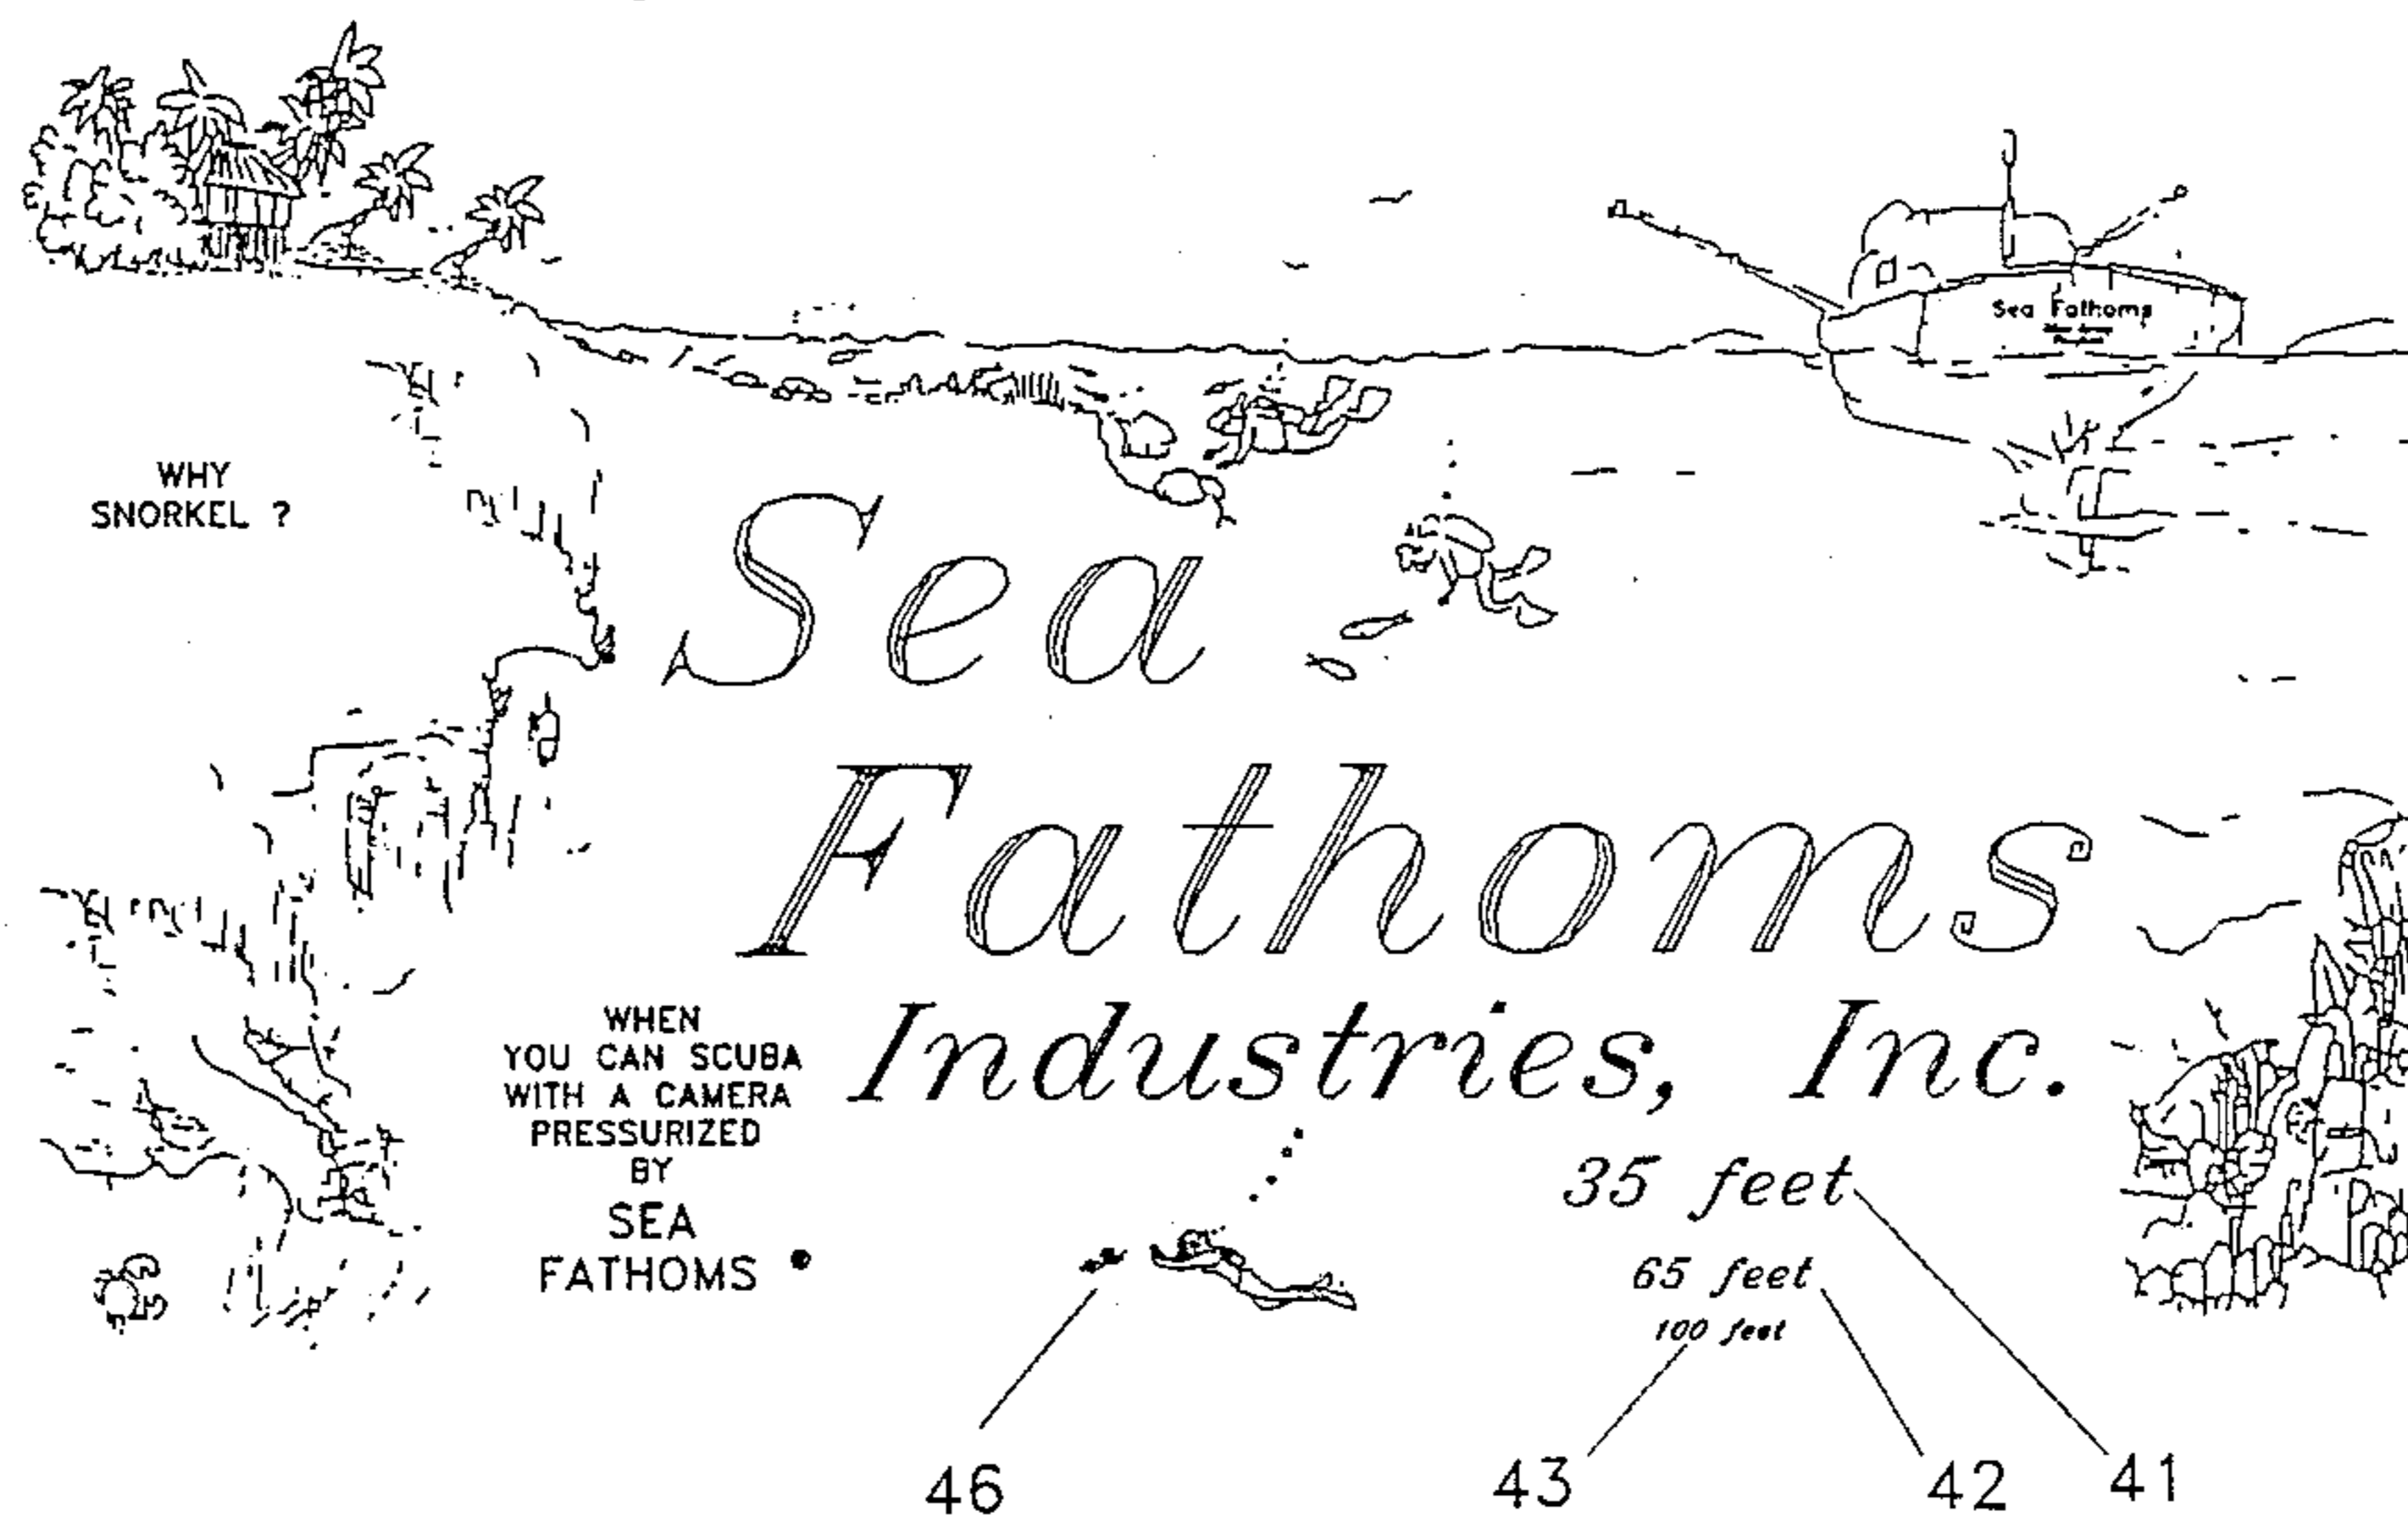 Sea Fathoms
WHY
SNORKEL ?
Sea
Fathoms
Industries, Inc.
WHEN
YOU CAN SCUBA
WITH A CAMERA
PRESSURIZED
BY
SEA
FATHOMS
35 feet
65 feet
100 feet
46
43
42
41